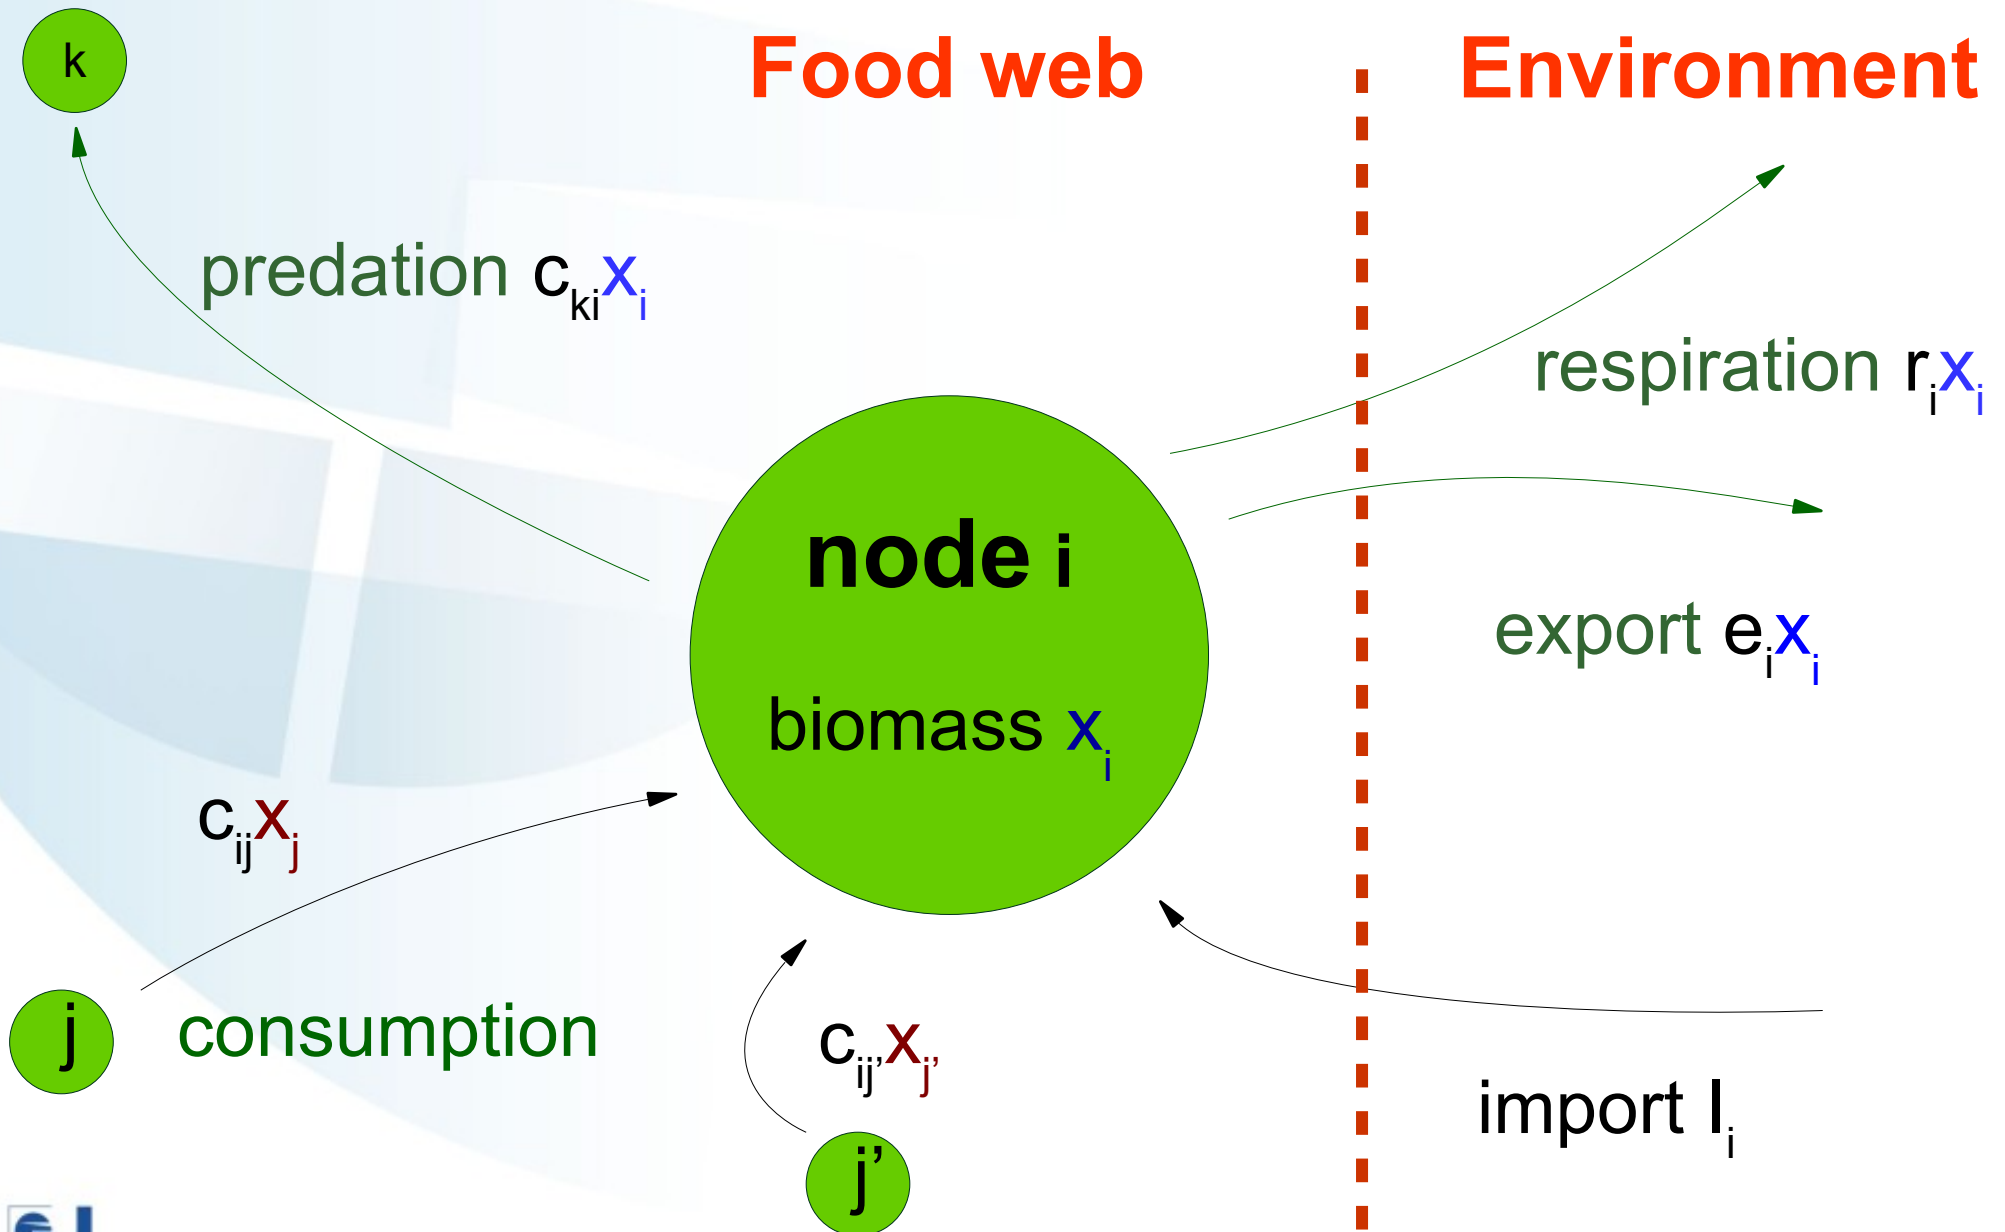 k
Food web
Environment
predation c_ki x_i
respiration r_i x_i
node i
export e_i x_i
biomass x_i
c_ij x_j
j
consumption
c_ij' x_j'
import I_i
j'